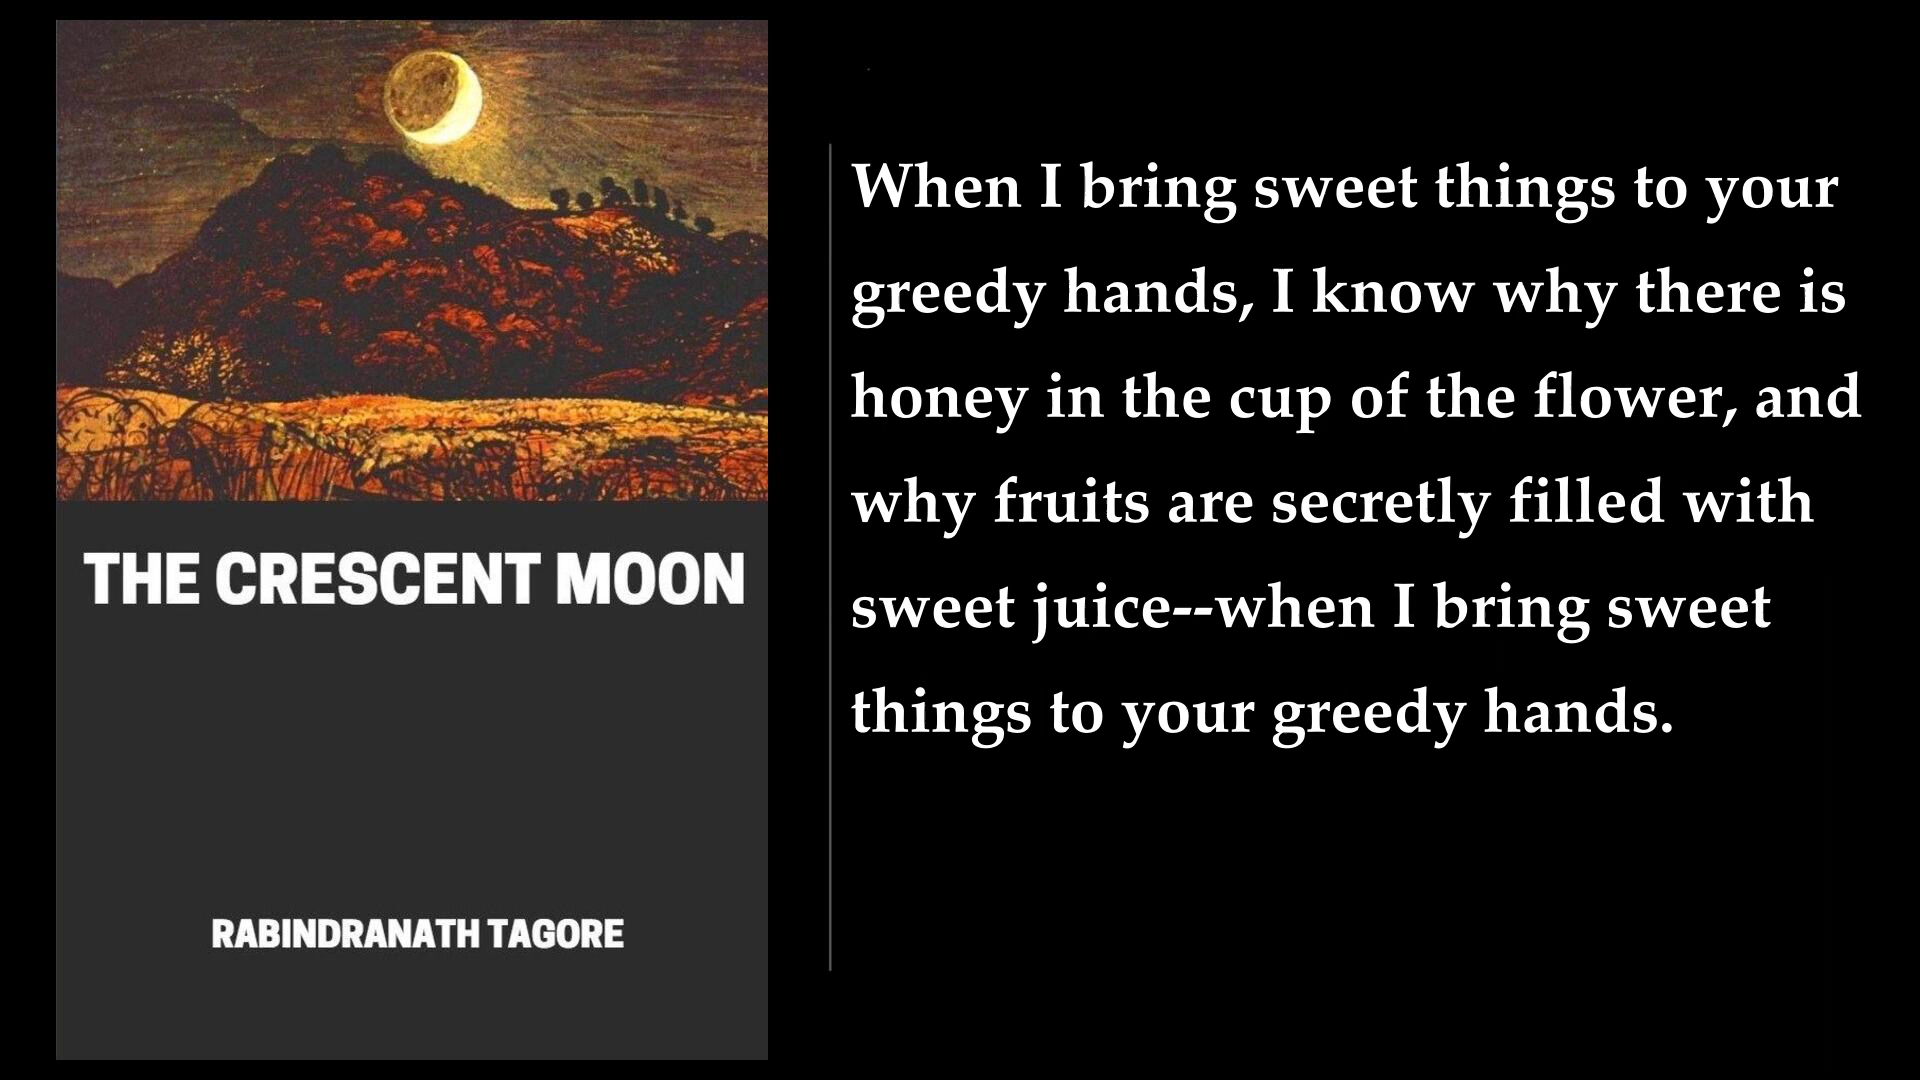 THE CRESCENT MOON
RABINDRANATH TAGORE
When I bring sweet things to your
greedy hands, I know why there is
honey in the cup of the flower, and
why fruits are secretly filled with
sweet juice--when I bring sweet
things to your greedy hands.